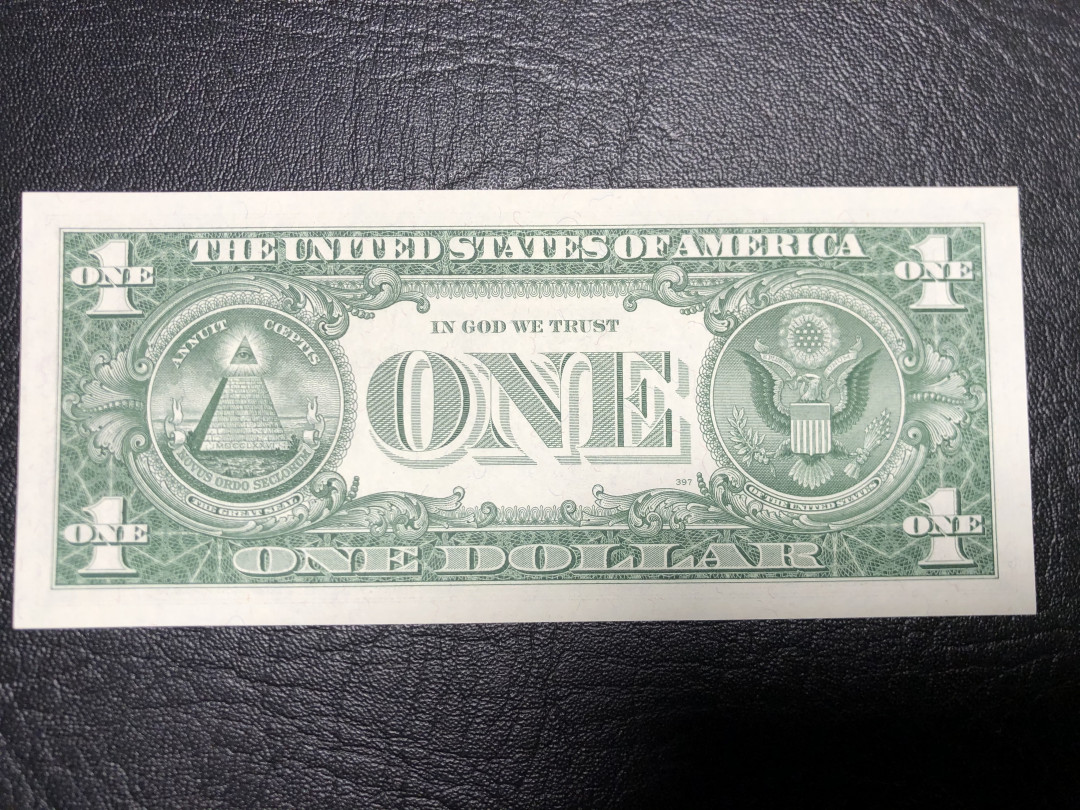 THE UNITED STATES OF AMERICA
1 ONE
1 ONE
ANNUIT CŒPTIS
IN GOD WE TRUST
ONE
NOVUS ORDO SECLORUM
THE GREAT SEAL
397
OF THE UNITED STATES
1 ONE
1 ONE
ONE DOLLAR